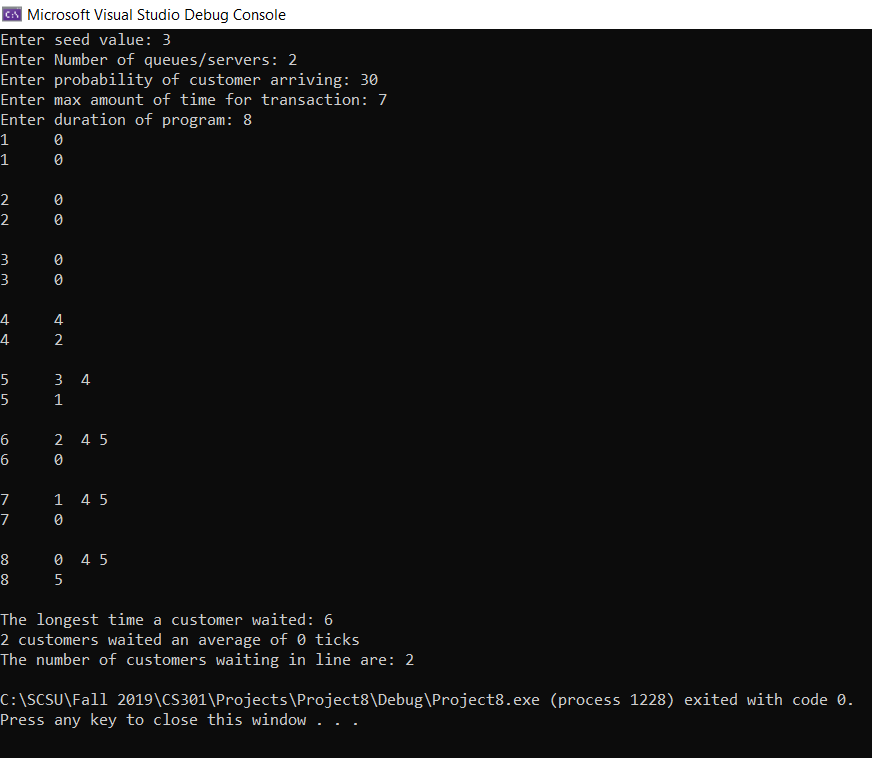 C:\ Microsoft Visual Studio Debug Console
Enter seed value: 3
Enter Number of queues/servers: 2
Enter probability of customer arriving: 30
Enter max amount of time for transaction: 7
Enter duration of program: 8
1     0
1     0
2     0
2     0
3     0
3     0
4     4
4     2
5     3  4
5     1
6     2  4 5
6     0
7     1  4 5
7     0
8     0  4 5
8     5
The longest time a customer waited: 6
2 customers waited an average of 0 ticks
The number of customers waiting in line are: 2
C:\SCSU\Fall 2019\CS301\Projects\Project8\Debug\Project8.exe (process 1228) exited with code 0.
Press any key to close this window . . .